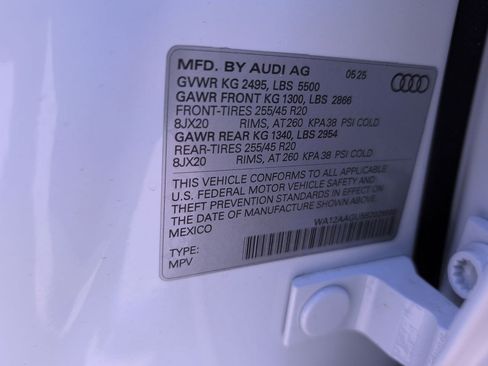 MFD. BY AUDI AG 05 25
GVWR KG 2495, LBS 5500
GAWR FRONT KG 1300, LBS 2866
FRONT-TIRES 255/45 R20
8JX20 RIMS, AT 260 KPA 38 PSI COLD
GAWR REAR KG 1340, LBS 2954
REAR-TIRES 255/45 R20
8JX20 RIMS, AT 260 KPA 38 PSI COLD
THIS VEHICLE CONFORMS TO ALL APPLICABLE
U.S. FEDERAL MOTOR VEHICLE SAFETY AND
THEFT PREVENTION STANDARDS IN EFFECT ON
THE DATE OF MANUFACTURE SHOWN ABOVE.
MEXICO
TYPE:
MPV